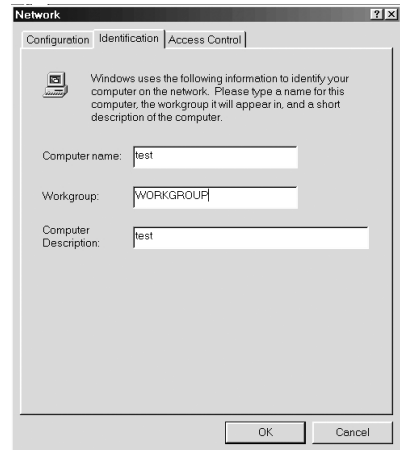 Network
Configuration Identification Access Control
Windows uses the following information to identify your
computer on the network. Please type a name for this
computer, the workgroup it will appear in, and a short
description of the computer.
Computer name: test
Workgroup: WORKGROUP
Computer
Description: test
OK Cancel